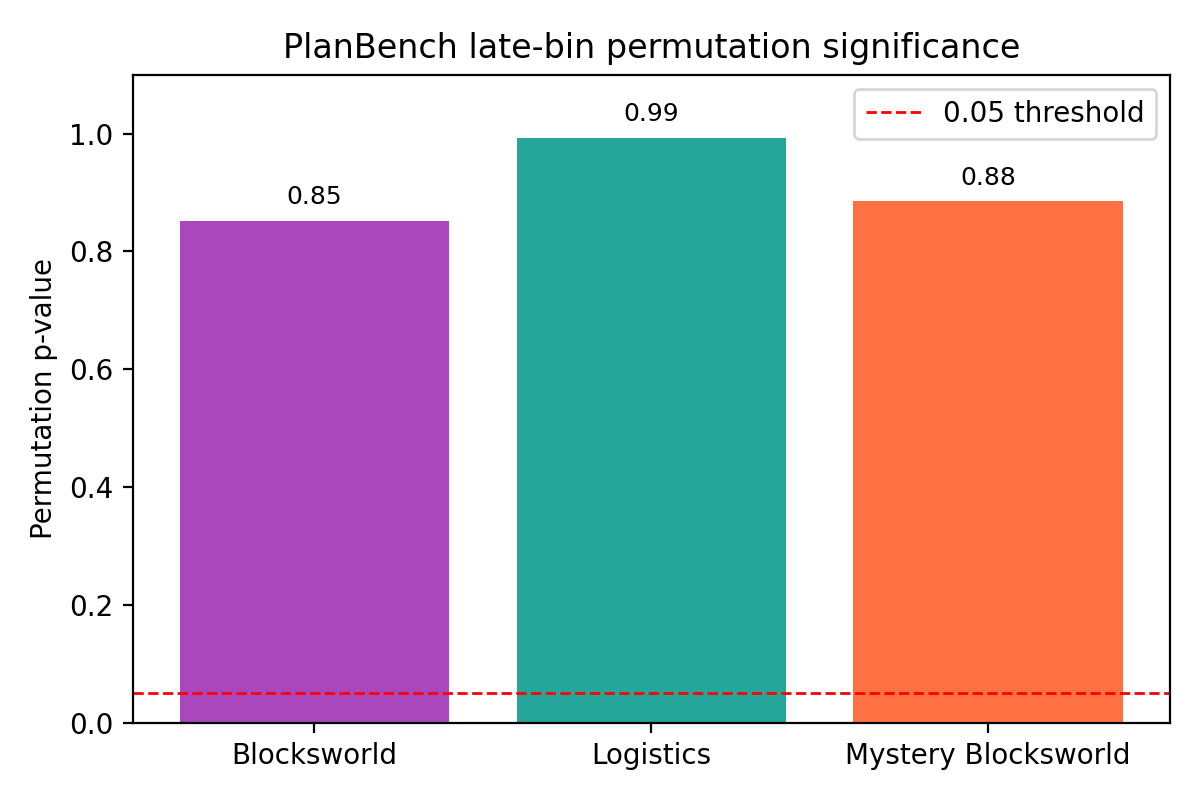 PlanBench late-bin permutation significance
0.05 threshold
Permutation p-value
1.0
0.8
0.6
0.4
0.2
0.0
0.85
0.99
0.88
Blocksworld
Logistics
Mystery Blocksworld